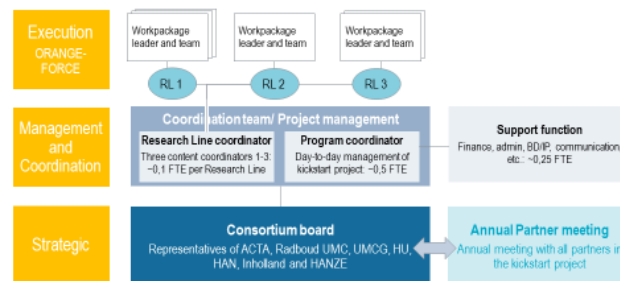 Execution
ORANGE-
FORCE
Workpackage
leader and team
Workpackage
leader and team
Workpackage
leader and team
RL 1
RL 2
RL 3
Management
and
Coordination
Coordination team/ Project management
Research Line coordinator
Three content coordinators 1-3:
~0,1 FTE per Research Line
Program coordinator
Day-to-day management of
kickstart project: ~0,5 FTE
Support function
Finance, admin, BD/IP, communication
etc.: ~0,25 FTE
Strategic
Consortium board
Representatives of ACTA, Radboud UMC, UMCG, HU,
HAN, Inholland and HANZE
Annual Partner meeting
Annual meeting with all partners in
the kickstart project